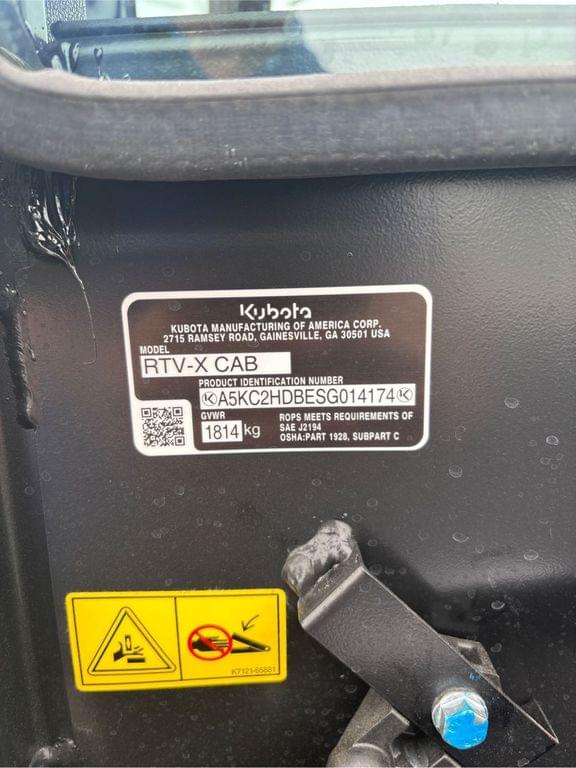 Kubota
KUBOTA MANUFACTURING OF AMERICA CORP.
2715 RAMSEY ROAD, GAINESVILLE, GA 30501 USA
MODEL
RTV-X CAB
PRODUCT IDENTIFICATION NUMBER
A5KC2HDBESG014174
GVWR
1814 kg
ROPS MEETS REQUIREMENTS OF
SAE J2194
OSHA:PART 1928, SUBPART C
K7121-65881